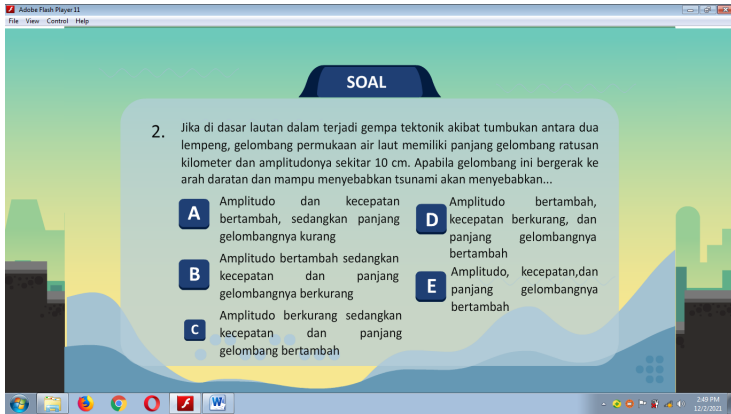 Adobe Flash Player 11
File View Control Help
SOAL
2. Jika di dasar lautan dalam terjadi gempa tektonik akibat tumbukan antara dua
lempeng, gelombang permukaan air laut memiliki panjang gelombang ratusan
kilometer dan amplitudonya sekitar 10 cm. Apabila gelombang ini bergerak ke
arah daratan dan mampu menyebabkan tsunami akan menyebabkan...
A Amplitudo dan kecepatan
bertambah, sedangkan panjang
gelombangnya kurang
B Amplitudo bertambah sedangkan
kecepatan dan panjang
gelombangnya berkurang
C Amplitudo berkurang sedangkan
kecepatan dan panjang
gelombang bertambah
D Amplitudo bertambah,
kecepatan berkurang, dan
panjang gelombangnya
bertambah
E Amplitudo, kecepatan,dan
panjang gelombangnya
bertambah
2:49 PM
12/2/2021